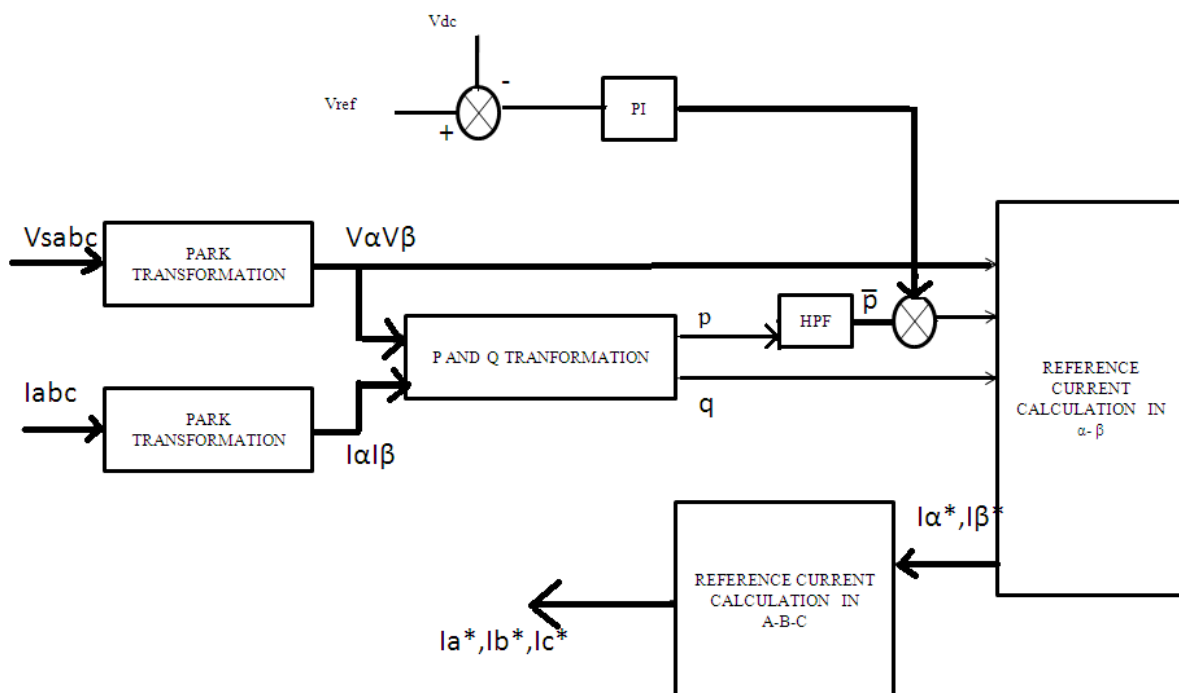 Vdc
-
Vref
+
PI
Vsabc
PARK
TRANSFORMATION
VαVβ
HPF
p̅
p
P AND Q TRANFORMATION
q
Iabc
PARK
TRANSFORMATION
IαIβ
REFERENCE
CURRENT
CALCULATION IN
α- β
Iα*,Iβ*
REFERENCE CURRENT
CALCULATION IN
A-B-C
Ia*,Ib*,Ic*